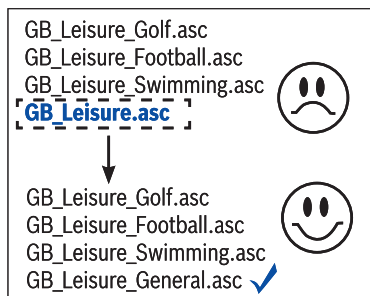 GB_Leisure_Golf.asc
GB_Leisure_Football.asc
GB_Leisure_Swimming.asc
GB_Leisure.asc
GB_Leisure_Golf.asc
GB_Leisure_Football.asc
GB_Leisure_Swimming.asc
GB_Leisure_General.asc